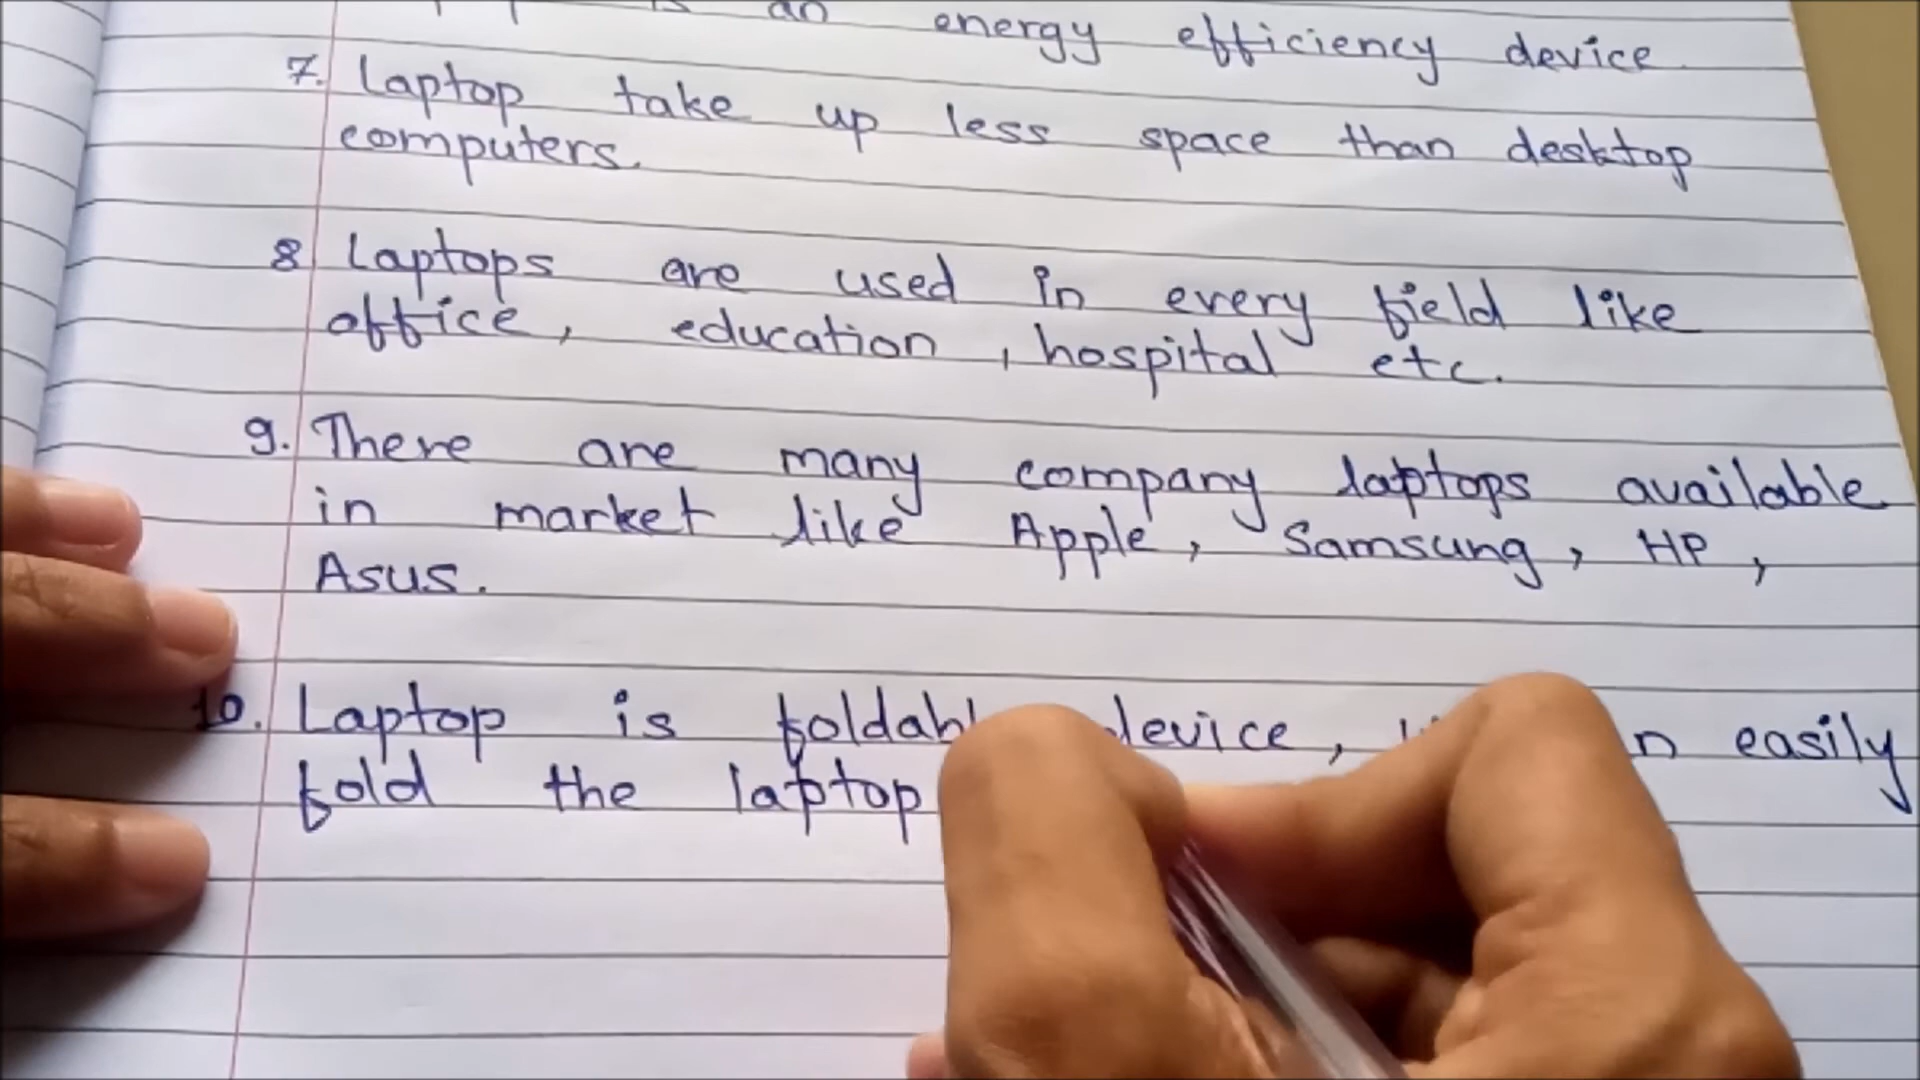 is an energy efficiency device.
7. Laptop take up less space than desktop
computers.
8 Laptops are used in every field like
office, education, hospital etc.
9. There are many company laptops available
in market like Apple, Samsung, HP,
Asus.
10. Laptop is device, easily
fold the laptop